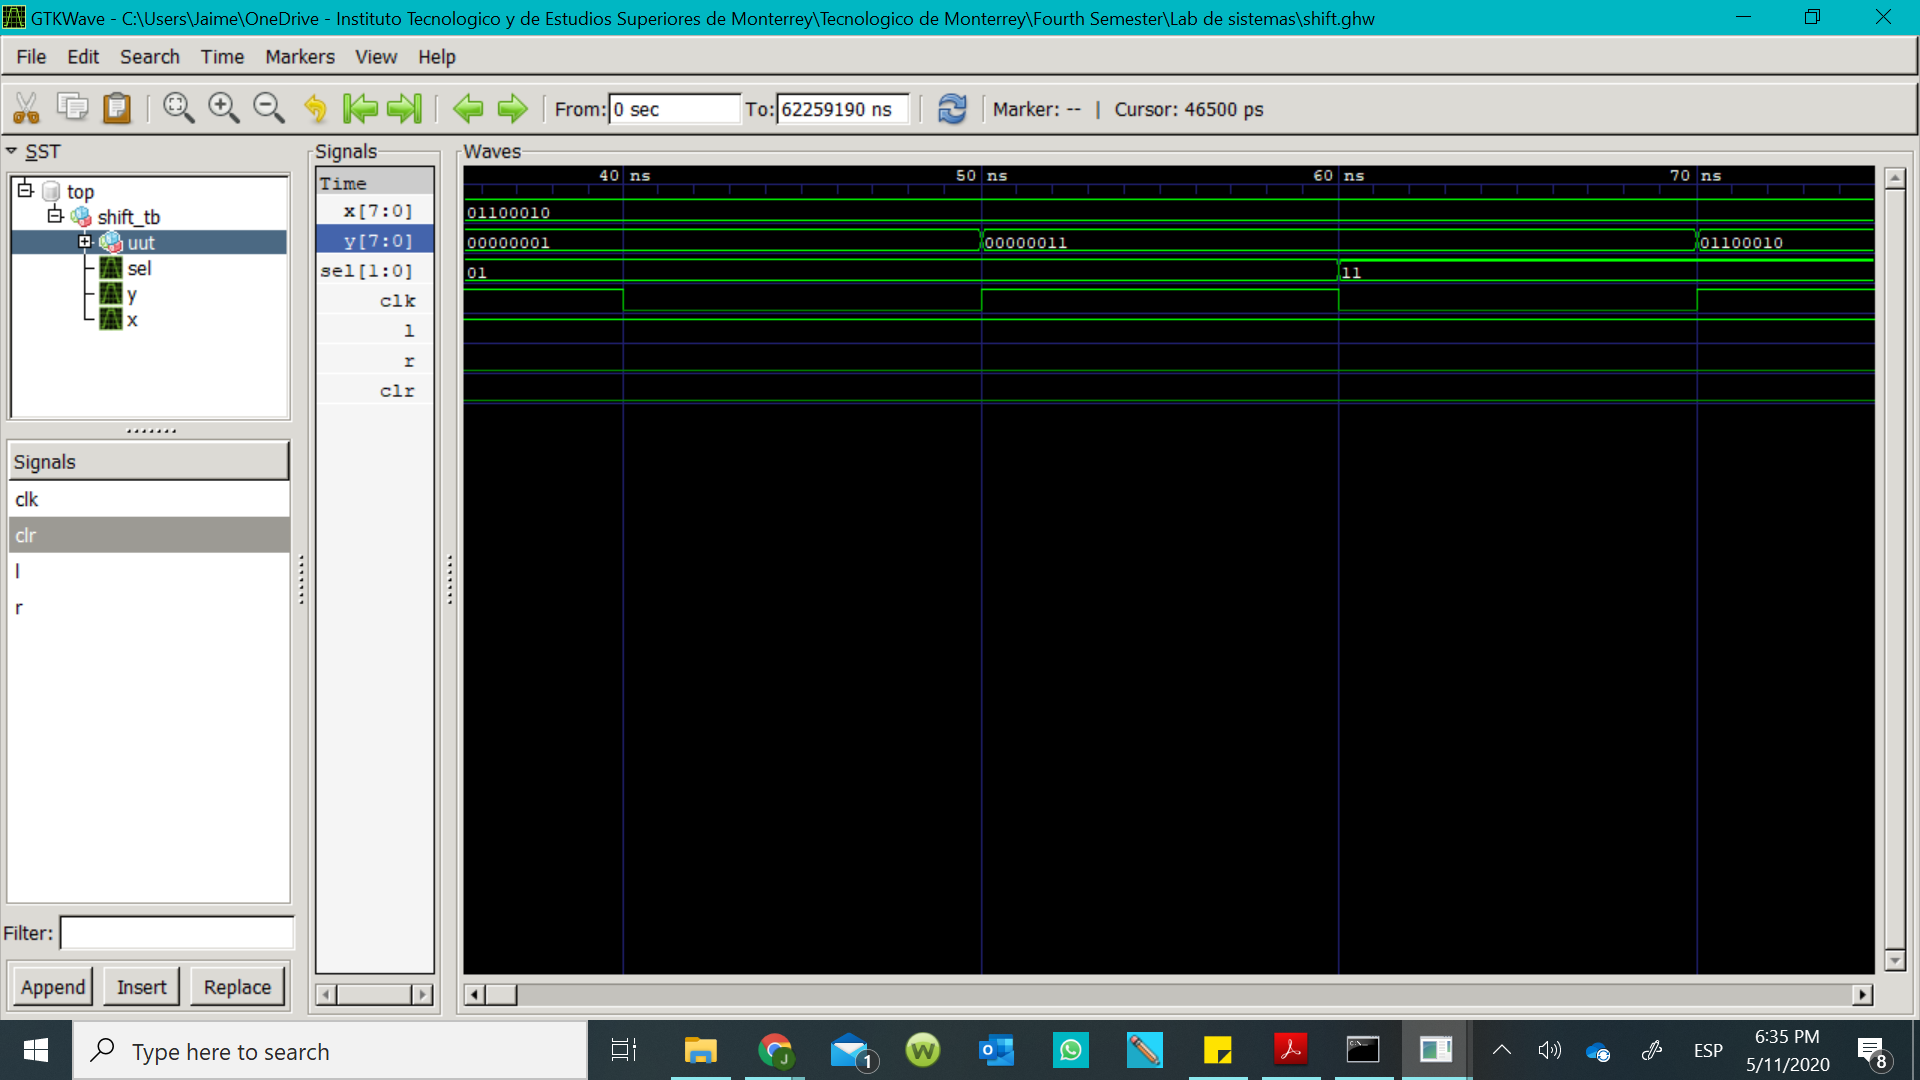 GTKWave - C:\Users\Jaime\OneDrive - Instituto Tecnologico y de Estudios Superiores de Monterrey\Tecnologico de Monterrey\Fourth Semester\Lab de sistemas\shift.ghw
File Edit Search Time Markers View Help
From: 0 sec To: 62259190 ns Marker: -- | Cursor: 46500 ps
SST
top
shift_tb
uut
sel
y
x
Signals
clk
clr
l
r
Filter:
Append Insert Replace
Signals
Time
x[7:0]
y[7:0]
sel[1:0]
clk
l
r
clr
Waves
40 ns 50 ns 60 ns 70 ns
01100010
00000001 00000011 01100010
01 11
Type here to search
1
ESP
6:35 PM
5/11/2020
8